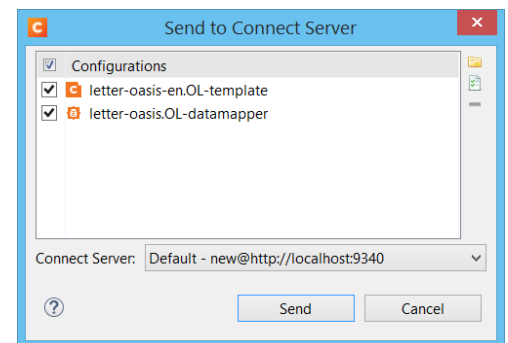 Send to Connect Server
Configurations
letter-oasis-en.OL-template
letter-oasis.OL-datamapper
Connect Server: Default - new@http://localhost:9340
Send Cancel